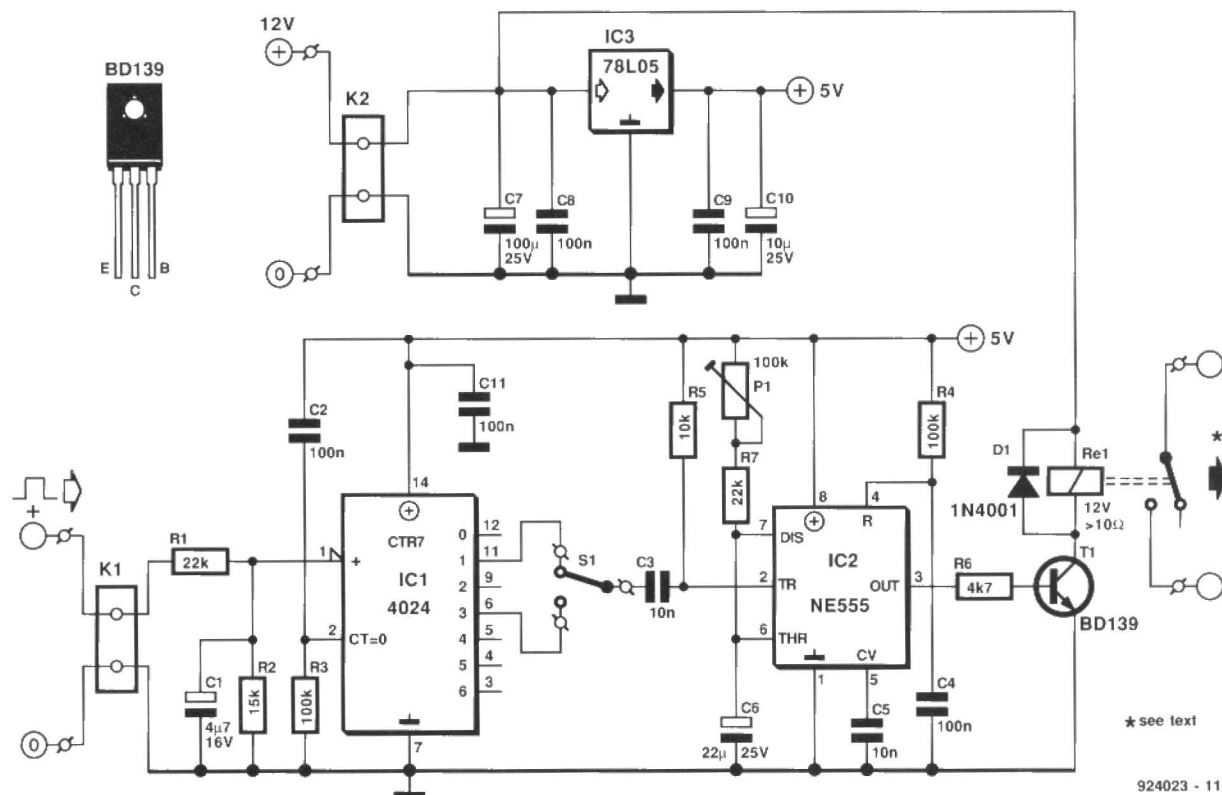 BD139
E
C
B
12V
K2
IC3
78L05
5V
C7
100µ
25V
C8
100n
C9
100n
C10
10µ
25V
0
5V
C2
100n
C11
100n
R5
10k
100k
P1
R7
22k
R4
100k
D1
1N4001
Re1
12V
>10Ω
*
+
K1
0
R1
22k
C1
4µ7
16V
R2
15k
R3
100k
14
1
+
CTR7
IC1
4024
2
CT=0
7
0
12
1
11
2
9
3
6
4
5
5
4
6
3
S1
C3
10n
8
4
R
7
DIS
IC2
2
TR
OUT
3
NE555
6
THR
CV
1
5
C6
22µ
25V
C5
10n
C4
100n
R6
4k7
T1
BD139
* see text
924023 - 11